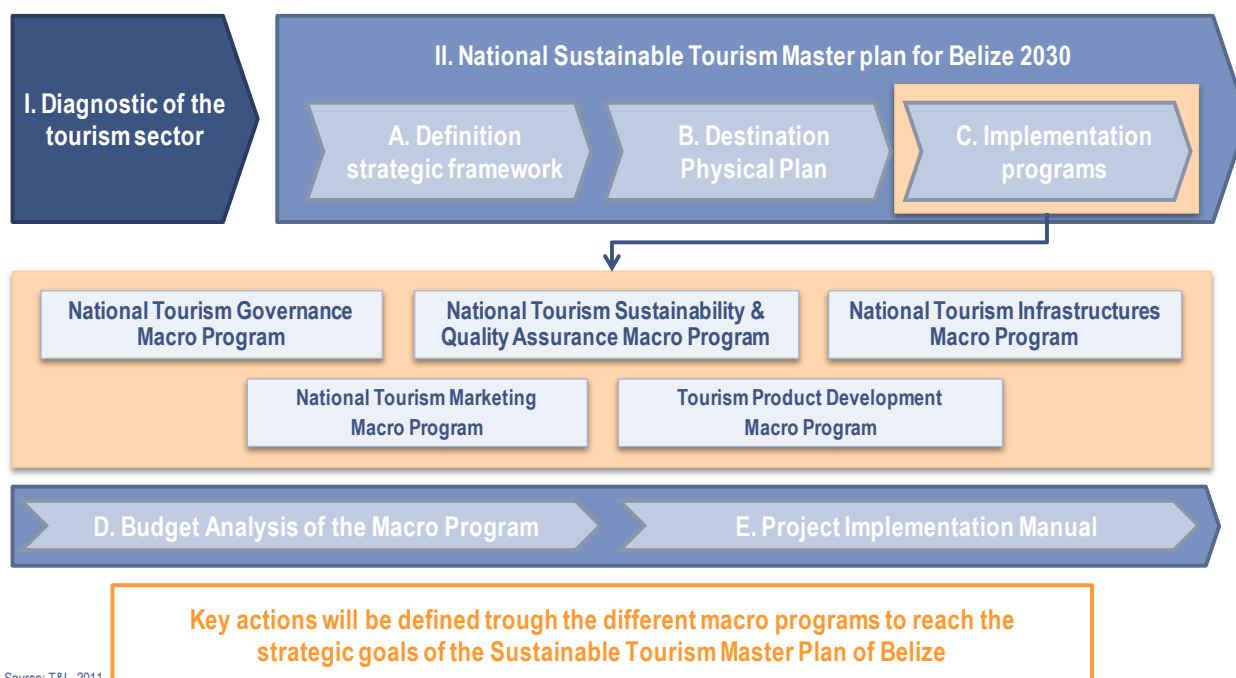 II. National Sustainable Tourism Master plan for Belize 2030
I. Diagnostic of the
tourism sector
A. Definition
strategic framework
B. Destination
Physical Plan
C. Implementation
programs
National Tourism Governance
Macro Program
National Tourism Sustainability &
Quality Assurance Macro Program
National Tourism Infrastructures
Macro Program
National Tourism Marketing
Macro Program
Tourism Product Development
Macro Program
D. Budget Analysis of the Macro Program
E. Project Implementation Manual
Key actions will be defined trough the different macro programs to reach the
strategic goals of the Sustainable Tourism Master Plan of Belize
Source: T&L, 2011